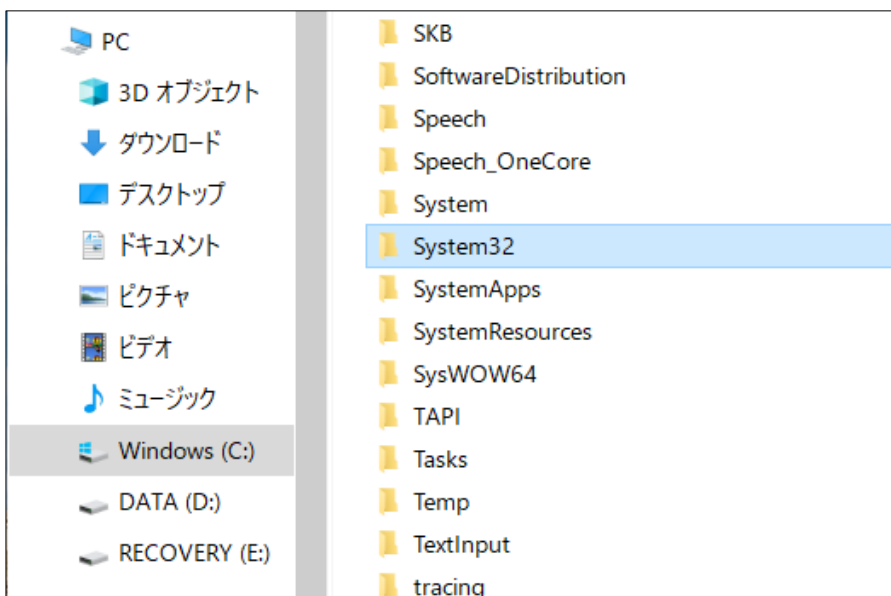 PC
3D オブジェクト
ダウンロード
デスクトップ
ドキュメント
ピクチャ
ビデオ
ミュージック
Windows (C:)
DATA (D:)
RECOVERY (E:)
SKB
SoftwareDistribution
Speech
Speech_OneCore
System
System32
SystemApps
SystemResources
SysWOW64
TAPI
Tasks
Temp
TextInput
tracing